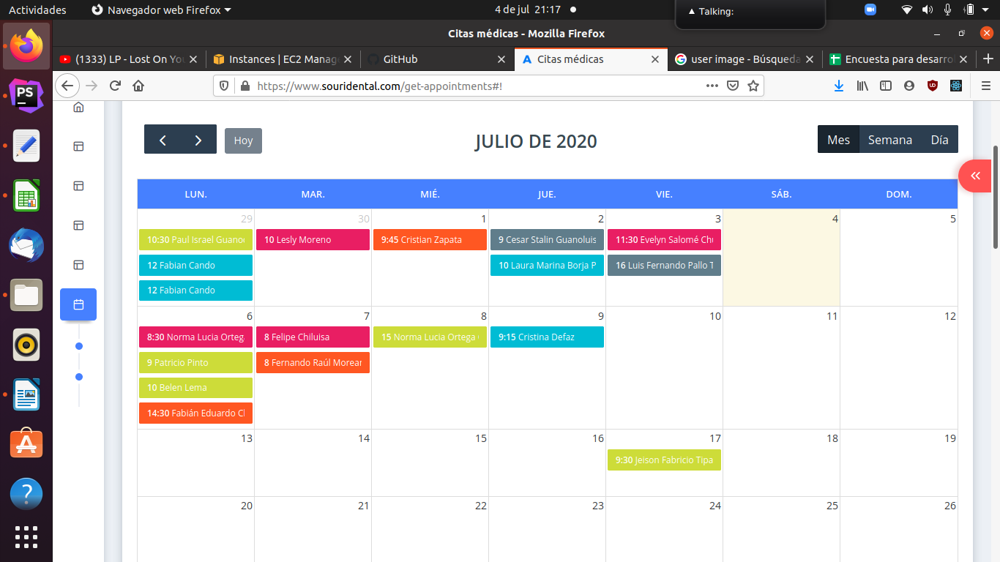 Actividades
Navegador web Firefox
4 de jul 21:17
Talking:
Citas médicas - Mozilla Firefox
(1333) LP - Lost On You
Instances | EC2 Manag
GitHub
Citas médicas
user image - Búsqueda
Encuesta para desarro
https://www.souridental.com/get-appointments#!
Hoy
JULIO DE 2020
Mes Semana Día
LUN. MAR. MIÉ. JUE. VIE. SÁB. DOM.
29 30 1 2 3 4 5
10:30 Paul Israel Guano
10 Lesly Moreno
9:45 Cristian Zapata
9 Cesar Stalin Guanoluis
11:30 Evelyn Salomé Ch
12 Fabian Cando
10 Laura Marina Borja P
16 Luis Fernando Pallo T
12 Fabian Cando
6 7 8 9 10 11 12
8:30 Norma Lucia Orteg
8 Felipe Chiluisa
15 Norma Lucia Ortega
9:15 Cristina Defaz
9 Patricio Pinto
8 Fernando Raúl Morean
10 Belen Lema
14:30 Fabián Eduardo C
13 14 15 16 17 18 19
9:30 Jeison Fabricio Tipa
20 21 22 23 24 25 26